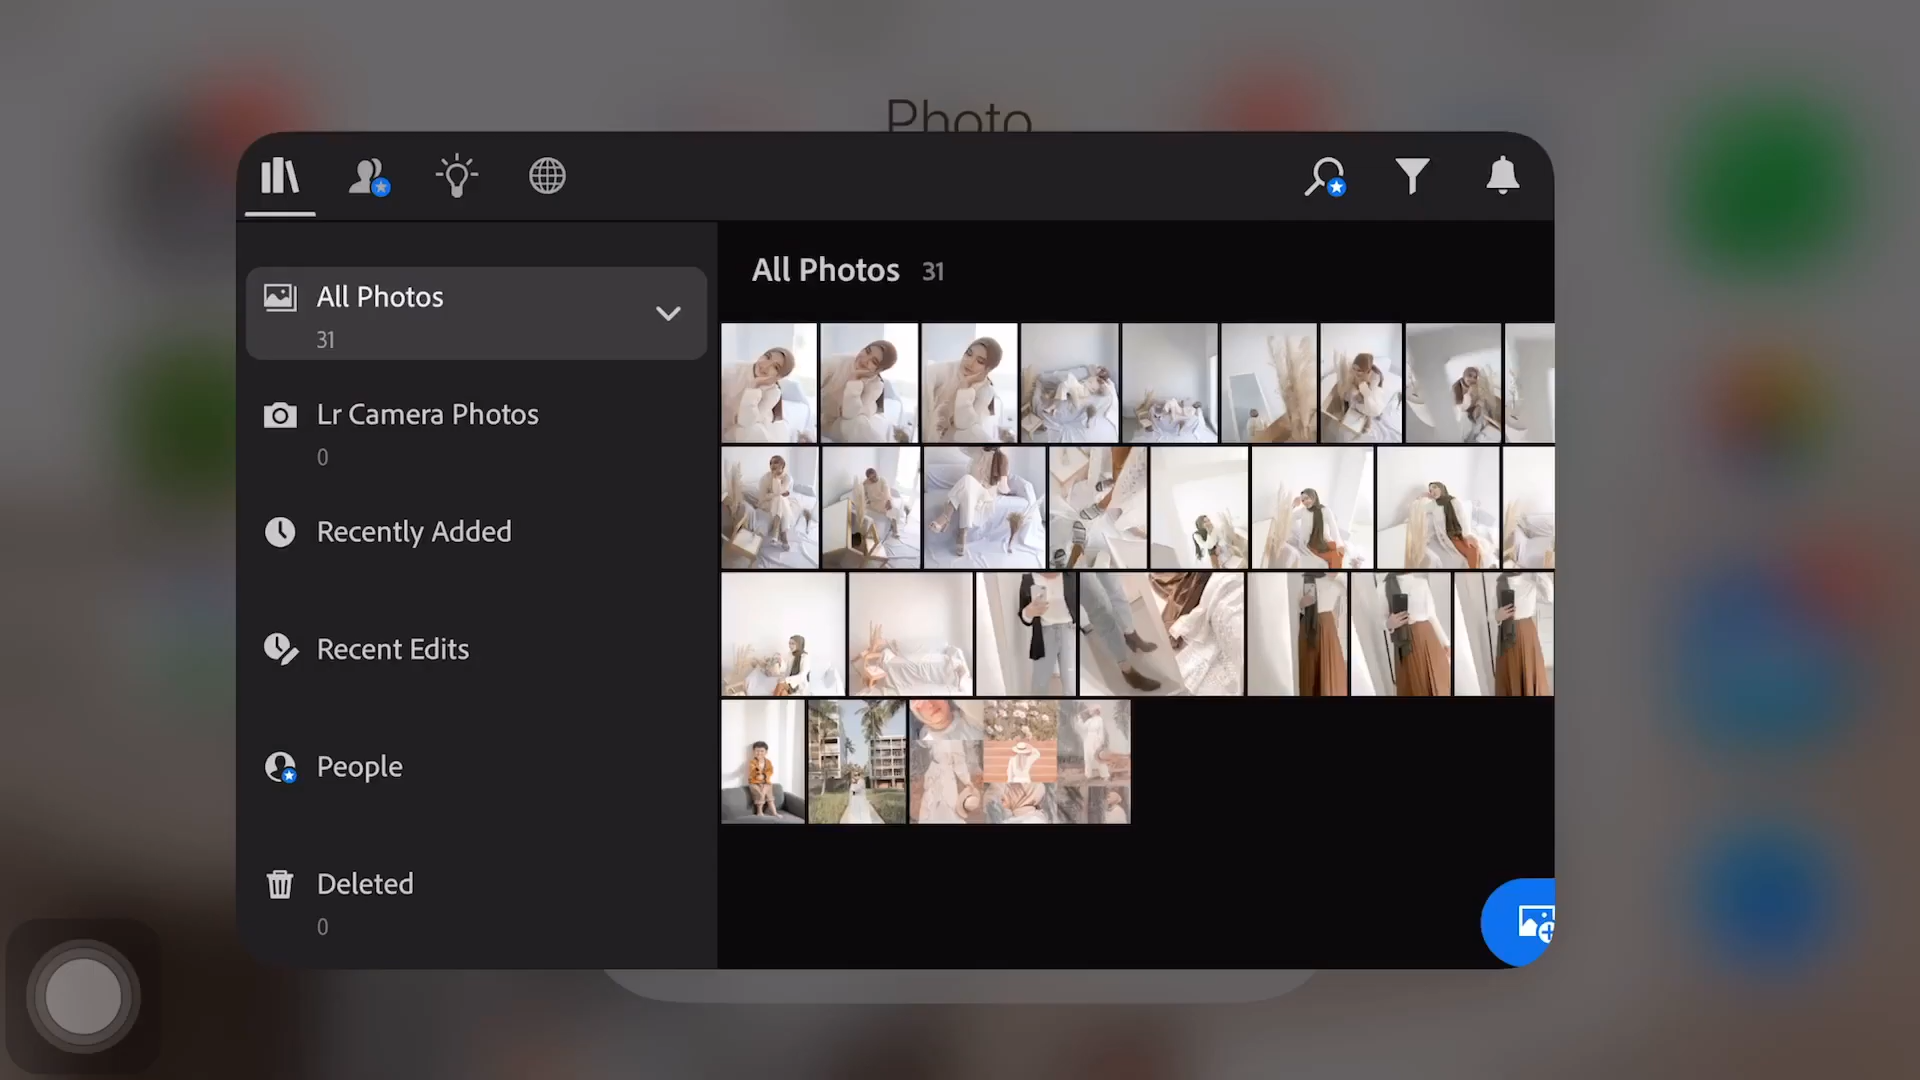 Photo
All Photos 31
All Photos
31
Lr Camera Photos
0
Recently Added
Recent Edits
People
Deleted
0